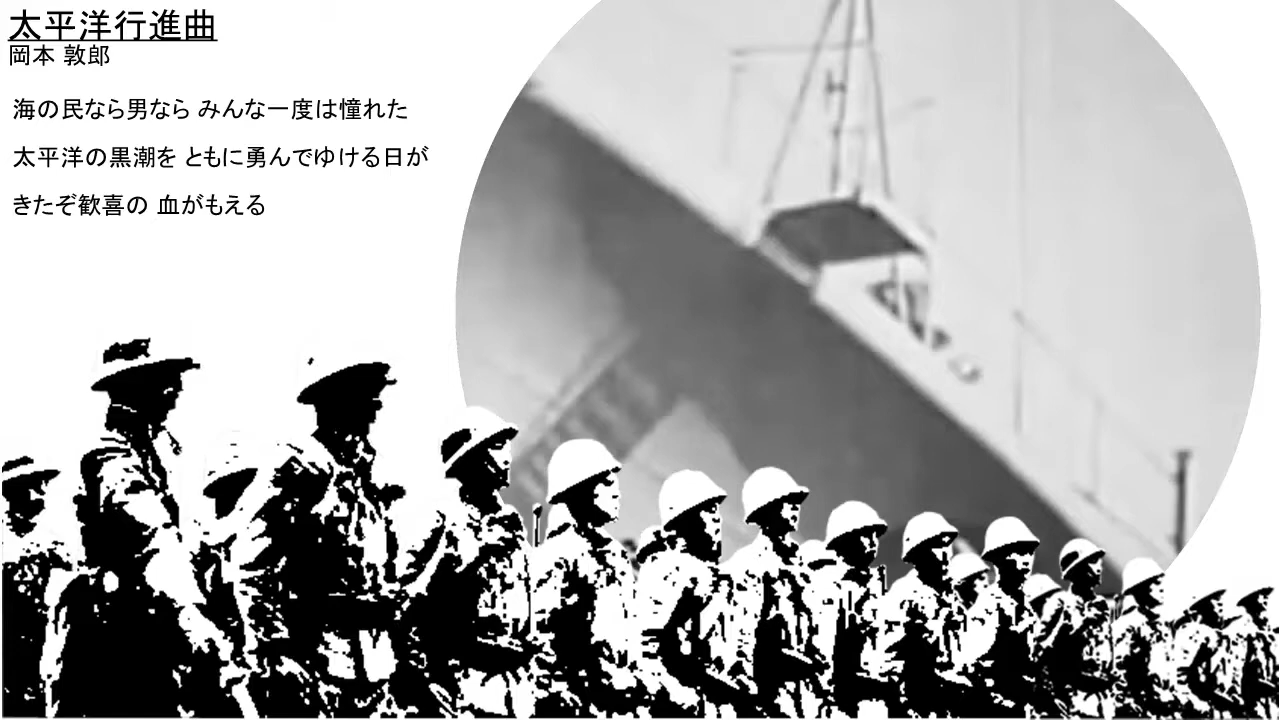 太平洋行進曲
岡本 敦郎
海の民なら男なら みんな一度は憧れた
太平洋の黒潮を ともに勇んでゆける日が
きたぞ歓喜の 血がもえる